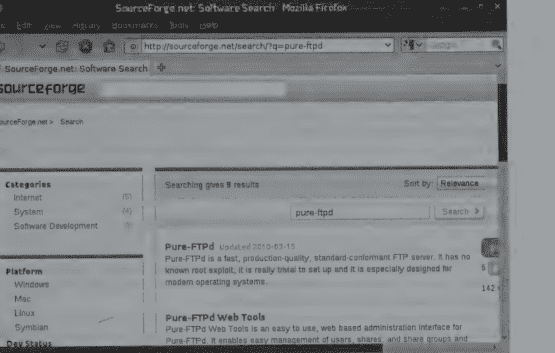 SourceForge.net: Software Search - Mozilla Firefox
Edit View History Bookmarks Tools Help
http://sourceforge.net/search/?q=pure-ftpd
Google
SourceForge.net: Software Search
sourceforge
SourceForge.net > Search
Categories
Internet (5)
System (4)
Software Development
Searching gives 9 results
Sort by: Relevance
pure-ftpd
Search >
Pure-FTPd Updated 2010-03-15
Pure-FTPd is a fast, production-quality, standard-conformant FTP server. It has no
known root exploit, it is really trivial to set up and it is especially designed for
modern operating systems.
142
Platform
Windows
Mac
Linux
Symbian
Dev Status
Pure-FTPd Web Tools
Pure-FTPd Web Tools is an easy to use, web based administration interface for
Pure-FTPd. It enables easy management of users, shares, and share groups and